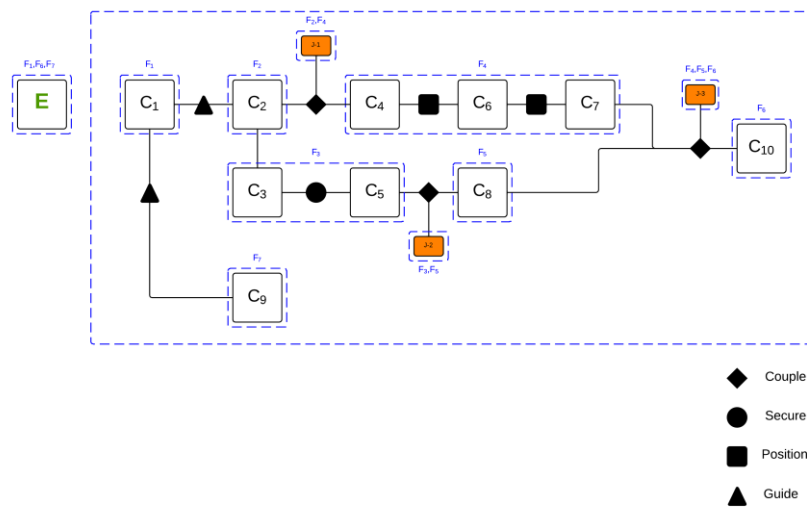 F₂,F₄
J-1
F₁,F₆,F₇
E
F₁
C₁
F₂
C₂
F₄
C₄
C₆
C₇
F₄,F₅,F₆
J-3
F₆
C₁₀
F₃
C₃
C₅
F₅
C₈
J-2
F₃,F₅
F₇
C₉
Couple
Secure
Position
Guide